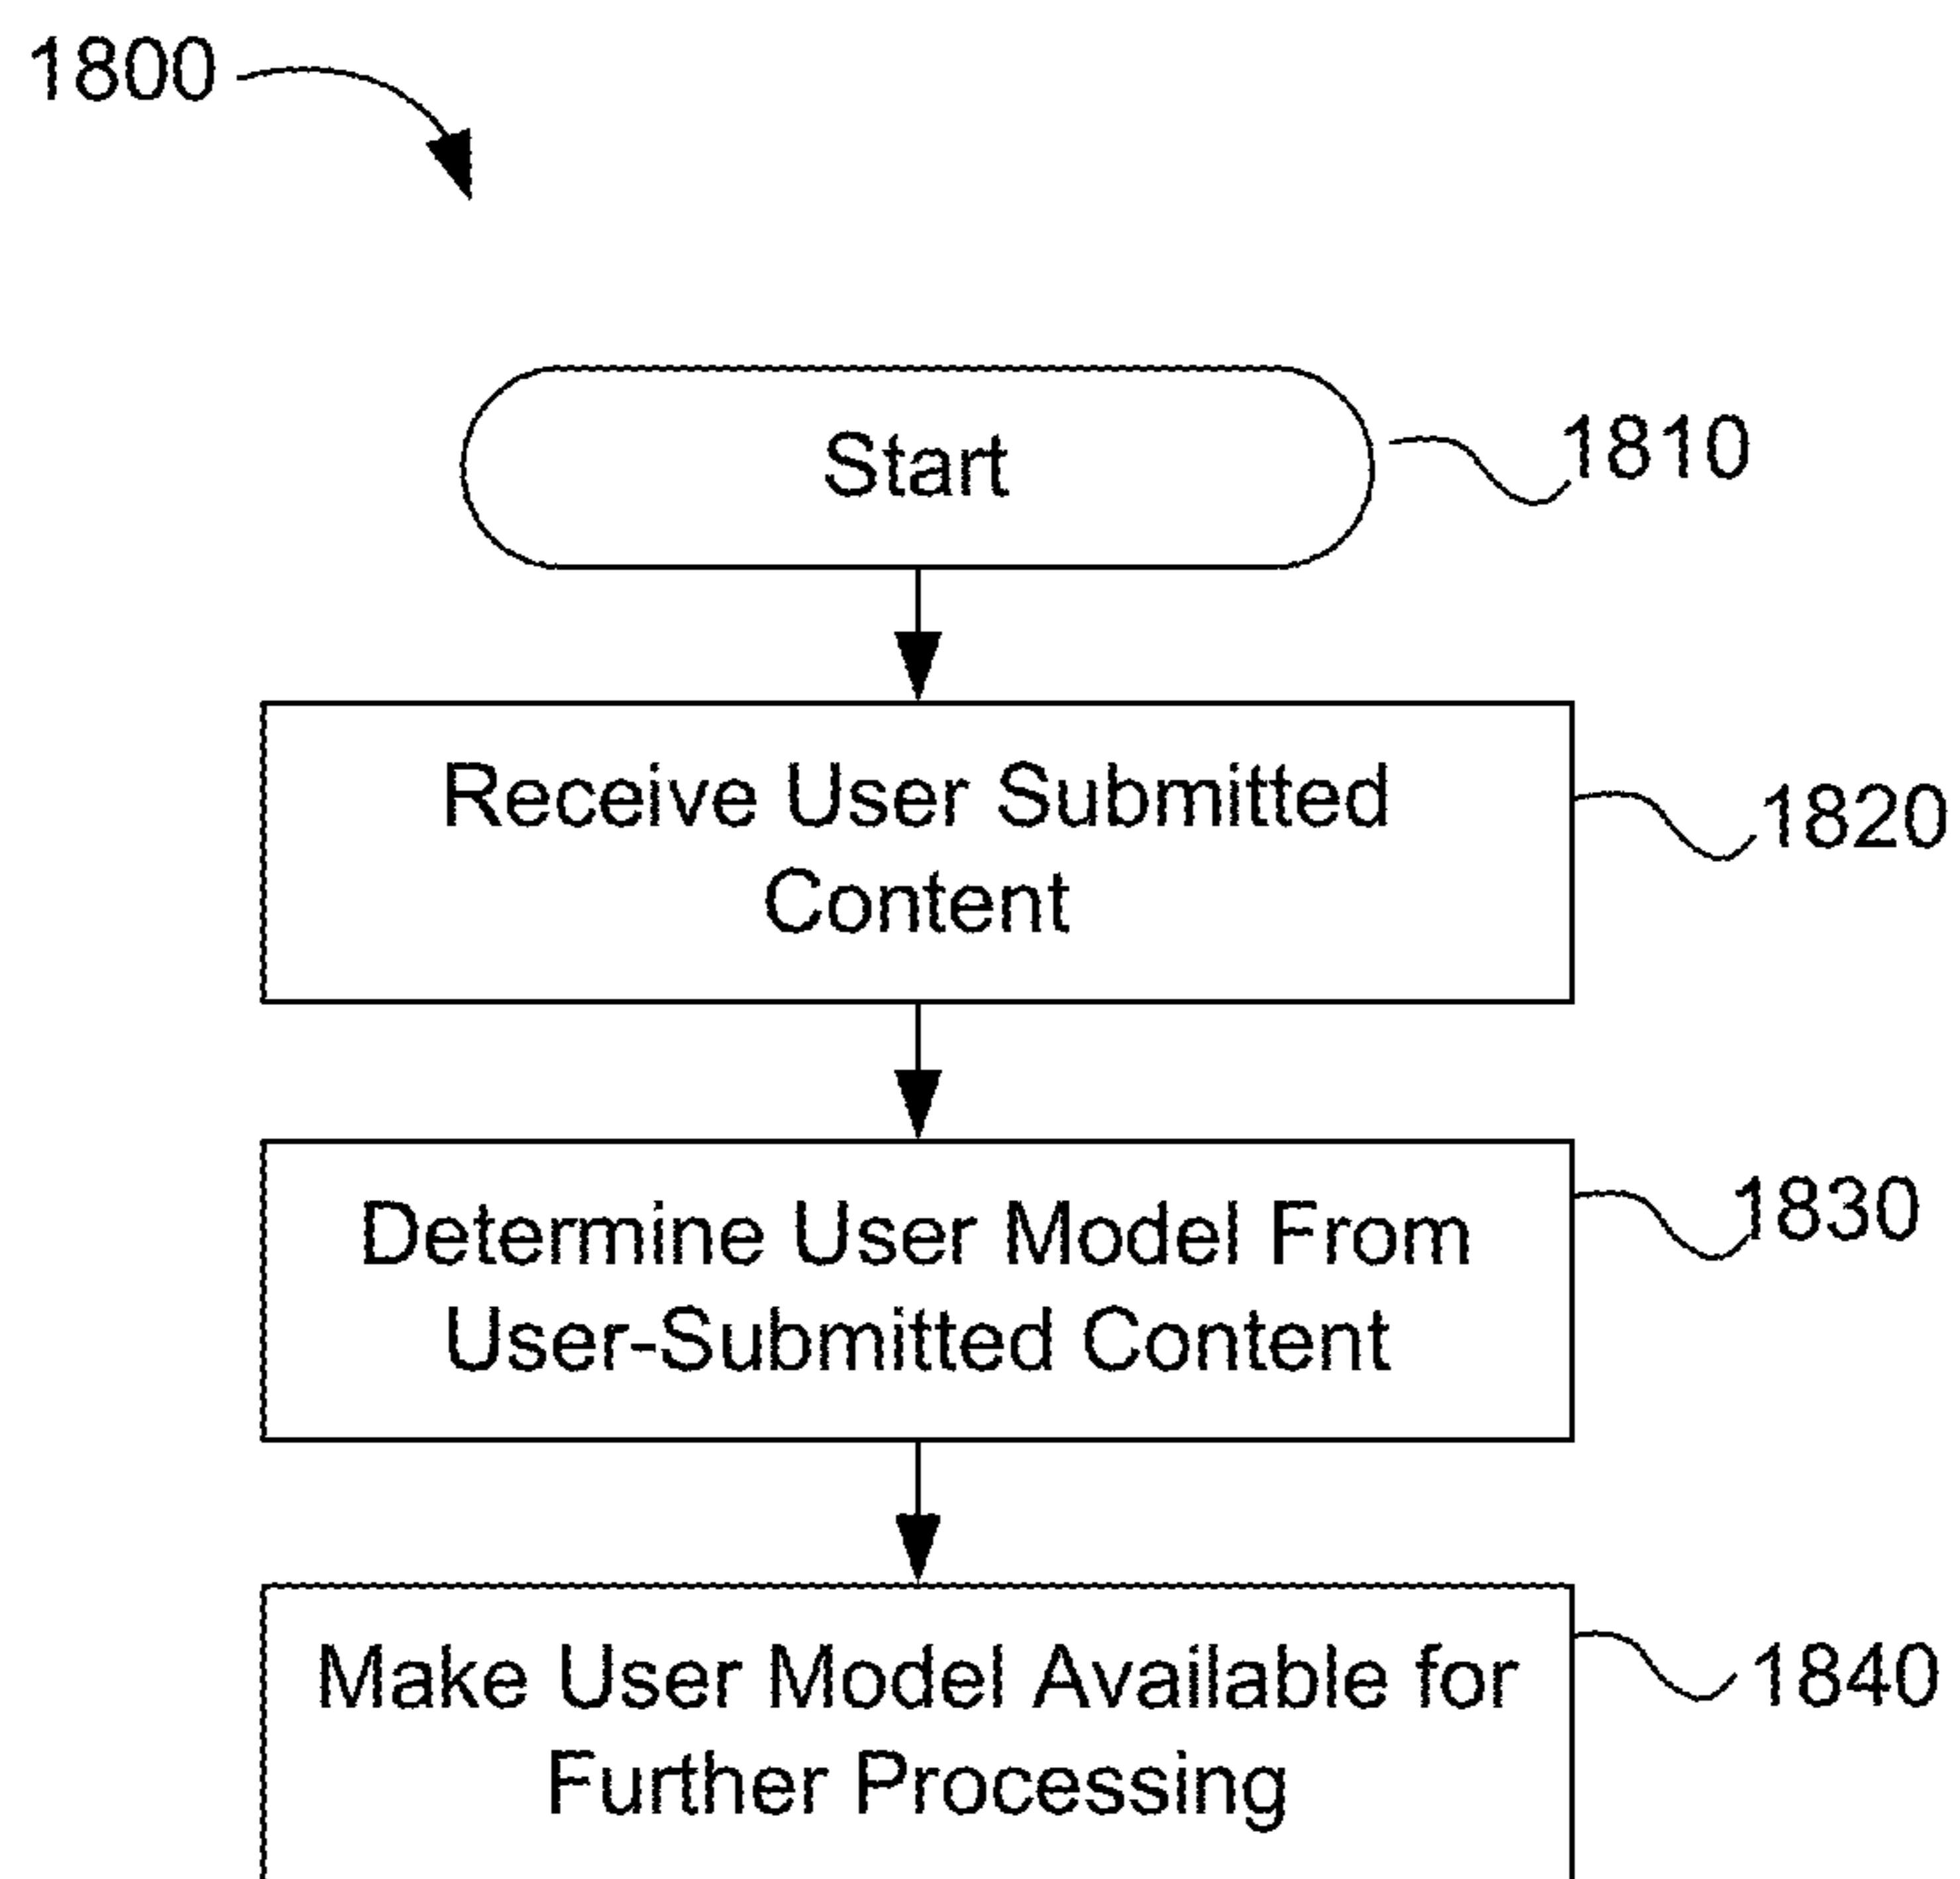 1800
Start
1810
Receive User Submitted
Content
1820
Determine User Model From
User-Submitted Content
1830
Make User Model Available for
Further Processing
1840